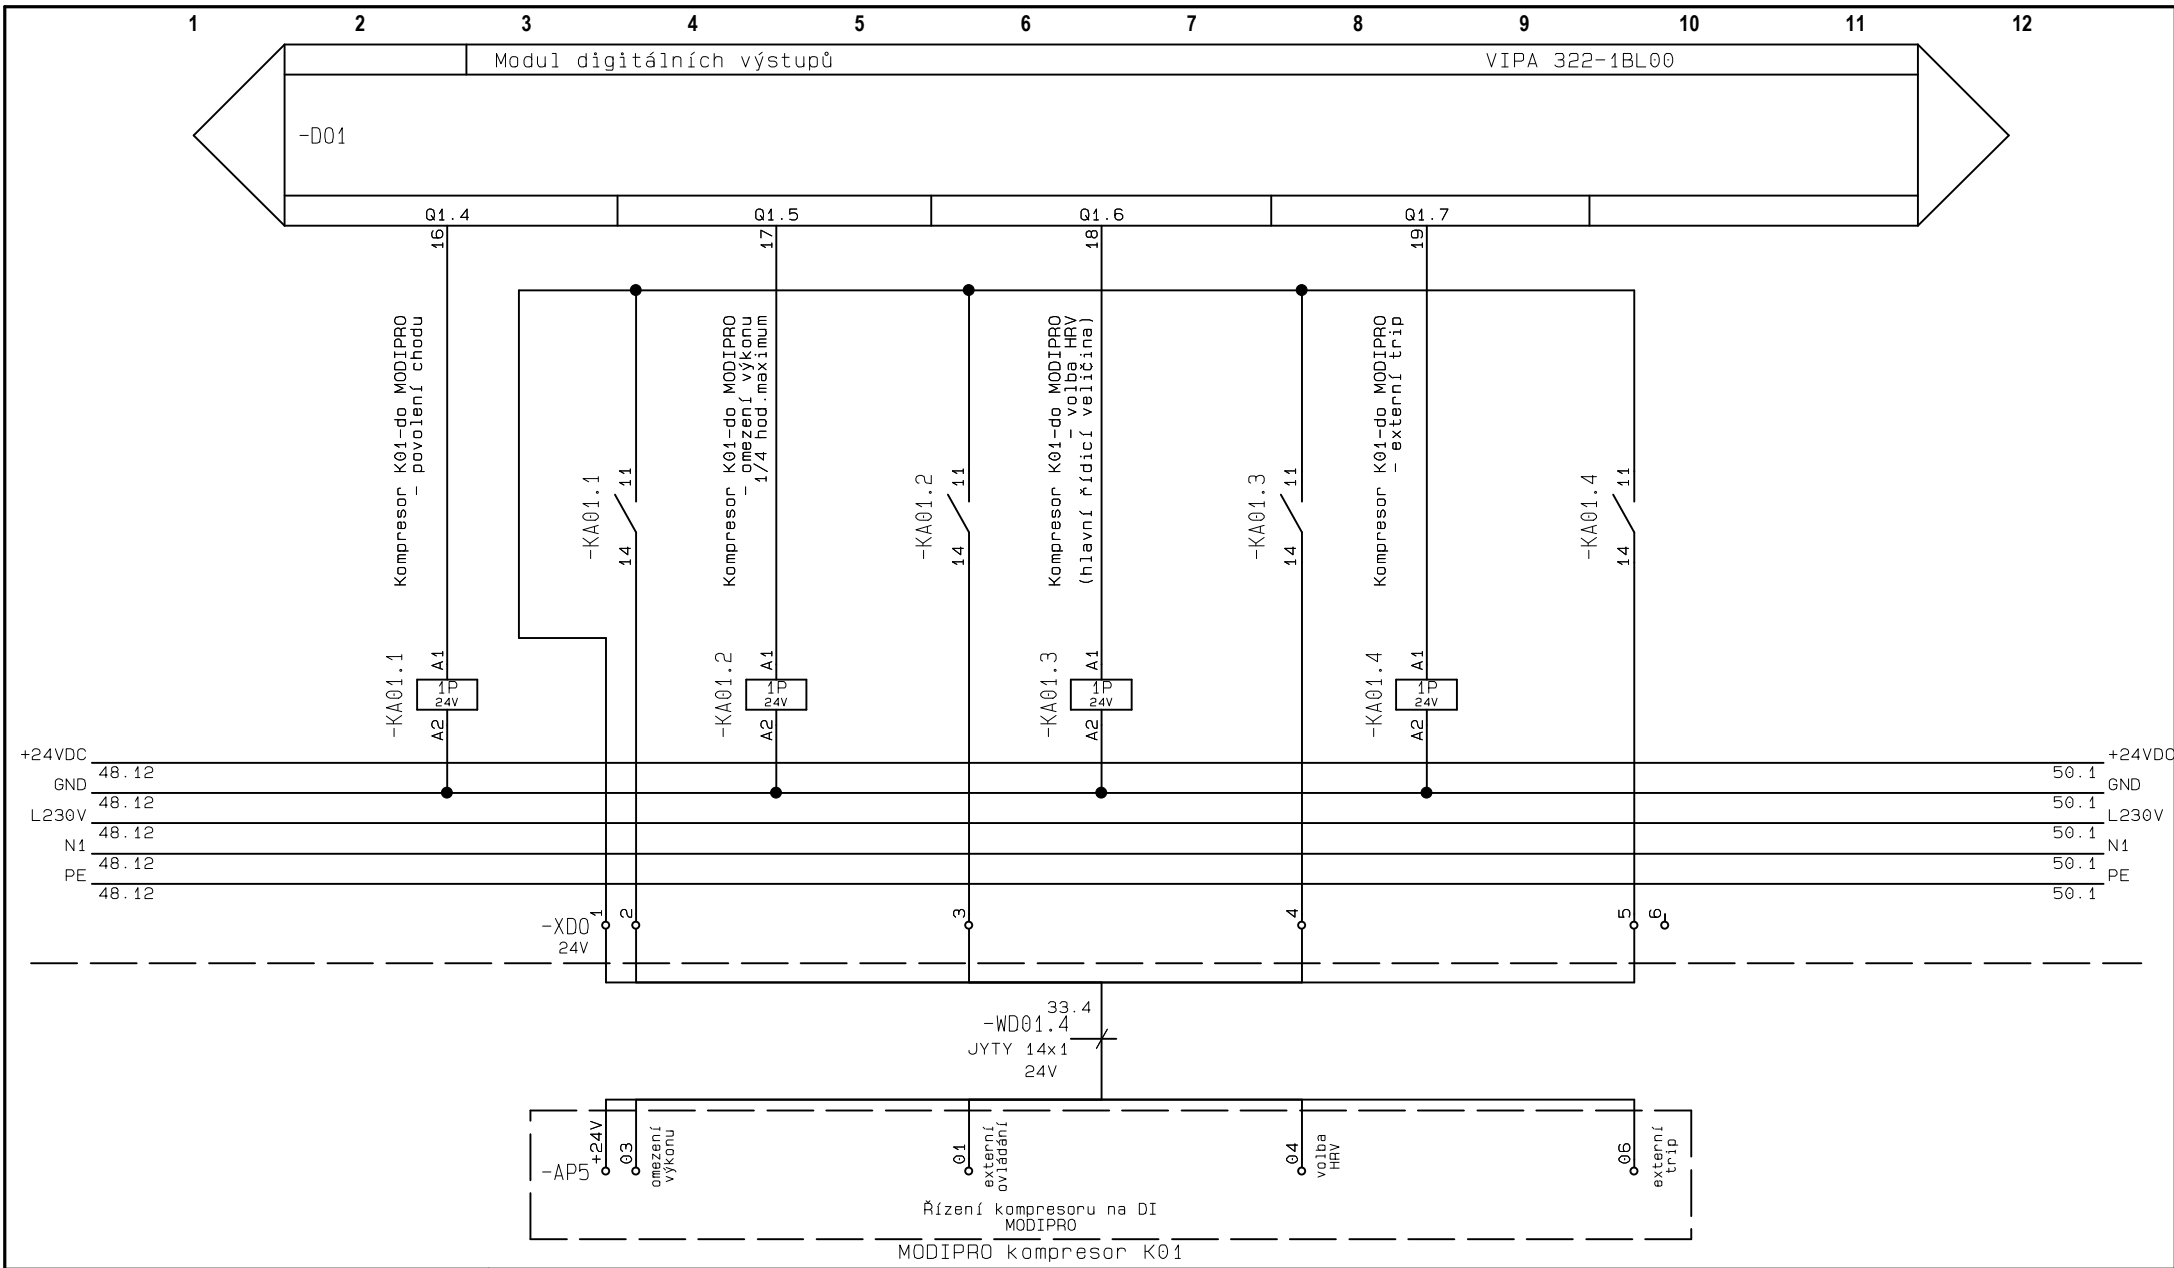 1 2 3 4 5 6 7 8 9 10 11 12
Modul digitálních výstupů
VIPA 322-1BL00
-DO1
Q1.4
Q1.5
Q1.6
Q1.7
16
17
18
19
Kompresor K01-do MODIPRO
- povolení chodu
Kompresor K01-do MODIPRO
- omezení výkonu
1/4 hod.maximum
Kompresor K01-do MODIPRO
- volba HRV
(hlavní řídicí veličina)
Kompresor K01-do MODIPRO
- externí trip
-KA01.1
11
14
-KA01.2
11
14
-KA01.3
11
14
-KA01.4
11
14
-KA01.1
A1
1P
24V
A2
-KA01.2
A1
1P
24V
A2
-KA01.3
A1
1P
24V
A2
-KA01.4
A1
1P
24V
A2
+24VDC
48.12
50.1
+24VDC
GND
48.12
50.1
GND
L230V
48.12
50.1
L230V
N1
48.12
50.1
N1
PE
48.12
50.1
PE
-XDO
24V
1
2
3
4
5
6
33.4
-WD01.4
JYTY 14x1
24V
-AP5
+24V
03
omezení
výkonu
01
externí
ovládání
04
volba
HRV
06
externí
trip
Řízení kompresoru na DI
MODIPRO
MODIPRO kompresor K01